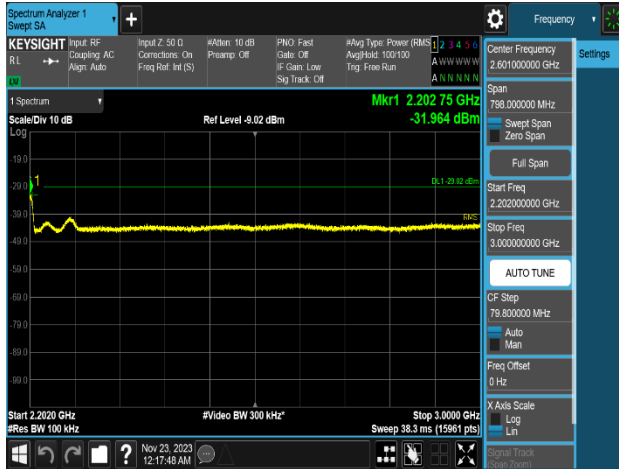 Spectrum Analyzer 1
Swept SA
+
Frequency
KEYSIGHT
RL
Input: RF
Coupling: AC
Align: Auto
Input Z: 50 Ω
Corrections: On
Freq Ref: Int (S)
#Atten: 10 dB
Preamp: Off
PNO: Fast
Gate: Off
IF Gain: Low
Sig Track: Off
#Avg Type: Power (RMS
Avg|Hold: 100/100
Trig: Free Run
1 2 3 4 5 6
A W W W W W
A N N N N N
1 Spectrum
Scale/Div 10 dB
Ref Level -9.02 dBm
Mkr1 2.202 75 GHz
-31.964 dBm
Log
-19.0
-29.0
-39.0
-49.0
-59.0
-69.0
-79.0
-89.0
-99.0
1
DL1 -29.02 dBm
RMS
Start 2.2020 GHz
#Res BW 100 kHz
#Video BW 300 kHz*
Stop 3.0000 GHz
Sweep 38.3 ms (15961 pts)
Nov 23, 2023
12:17:48 AM
Center Frequency
2.601000000 GHz
Settings
Span
798.000000 MHz
Swept Span
Zero Span
Full Span
Start Freq
2.202000000 GHz
Stop Freq
3.000000000 GHz
AUTO TUNE
CF Step
79.800000 MHz
Auto
Man
Freq Offset
0 Hz
X Axis Scale
Log
Lin
Signal Track
(Span Zoom)